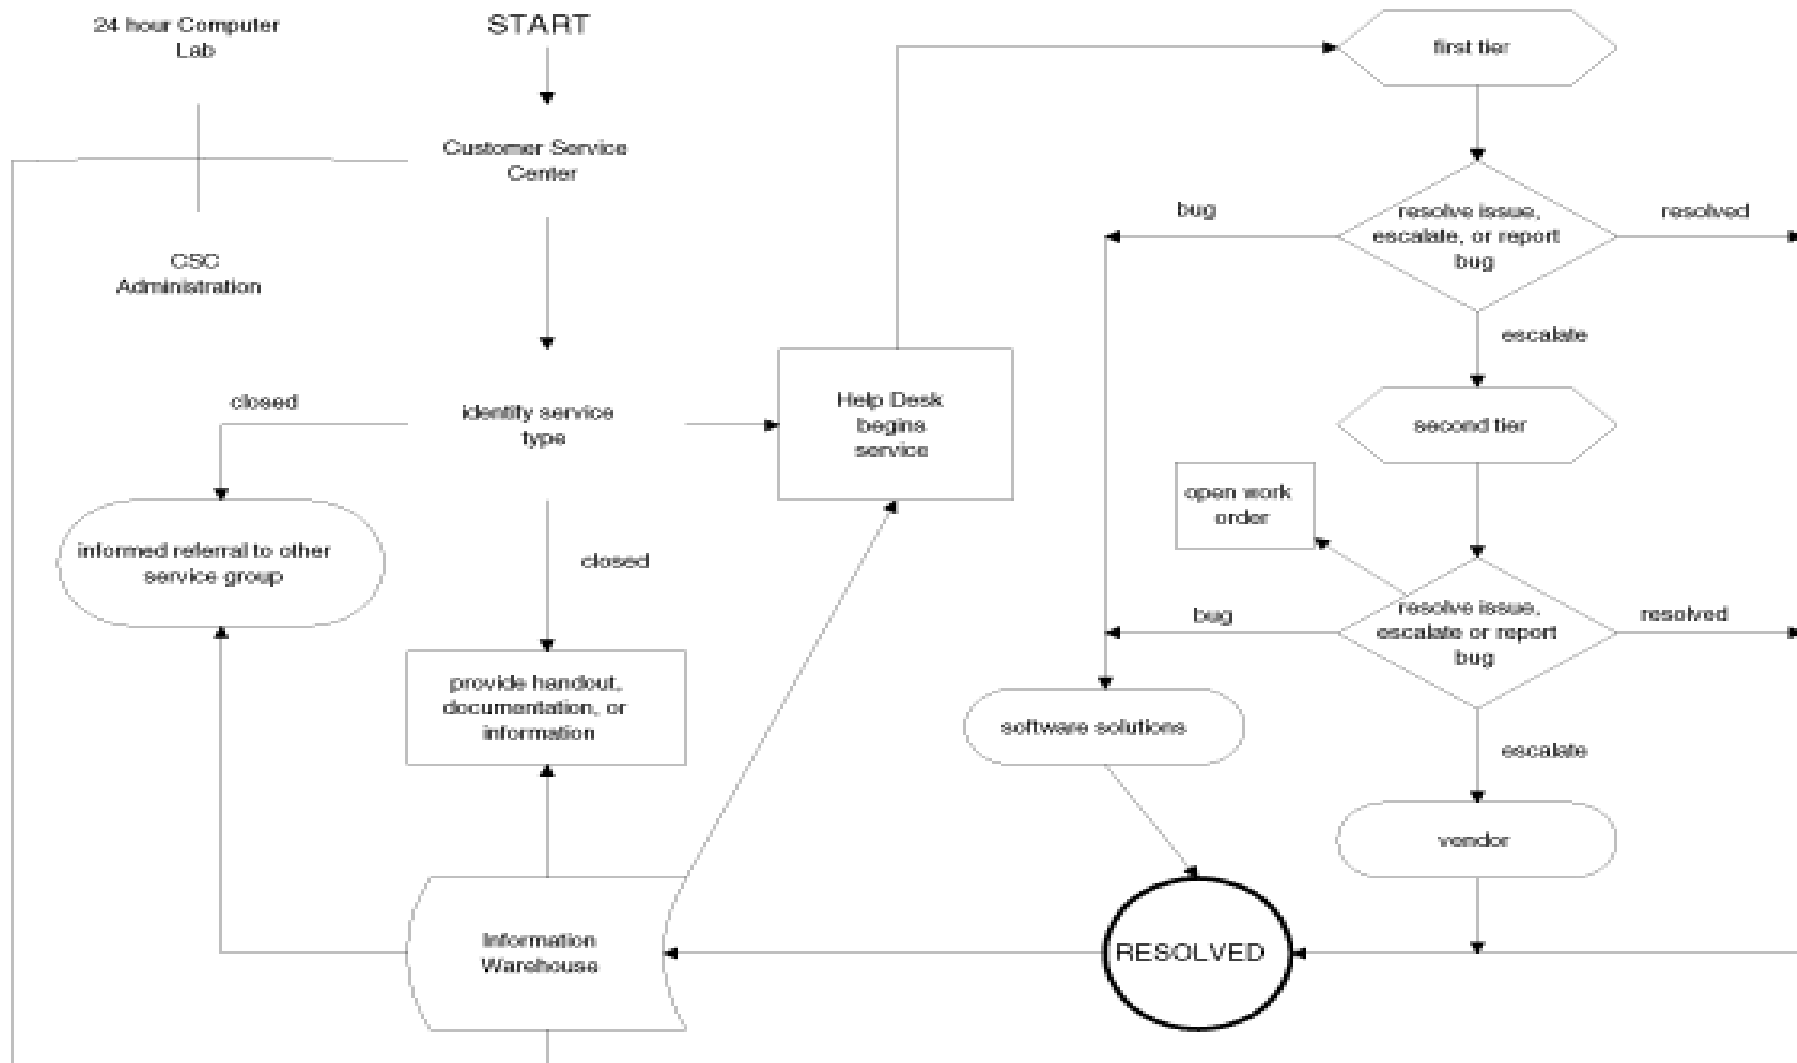 24 hour Computer
Lab
START
Customer Service
Center
CSC
Administration
closed
identify service
type
Help Desk
begins
service
informed referral to other
service group
closed
provide handout,
documentation, or
information
Information
Warehouse
first tier
bug
resolve issue,
escalate, or report
bug
resolved
escalate
second tier
open work
order
bug
resolve issue,
escalate or report
bug
resolved
software solutions
escalate
vendor
RESOLVED